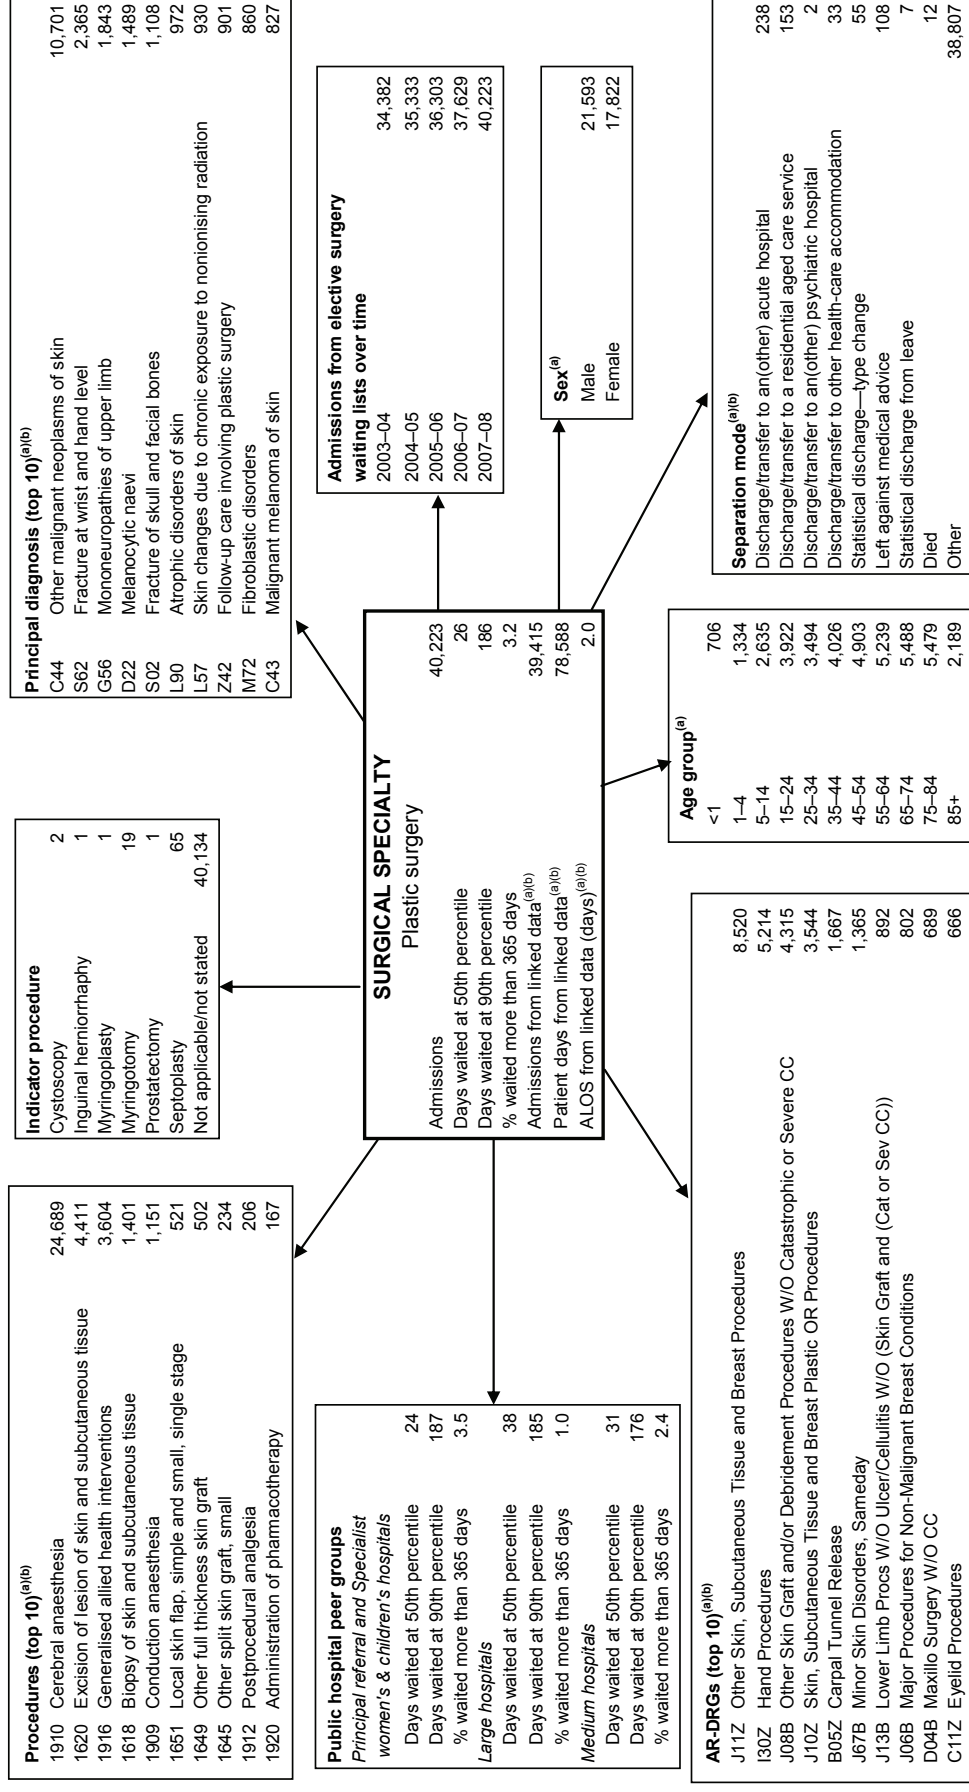 Procedures (top 10)(a)(b)
1910 Cerebral anaesthesia 24,689
1620 Excision of lesion of skin and subcutaneous tissue 4,411
1916 Generalised allied health interventions 3,604
1618 Biopsy of skin and subcutaneous tissue 1,401
1909 Conduction anaesthesia 1,151
1651 Local skin flap, simple and small, single stage 521
1649 Other full thickness skin graft 502
1645 Other split skin graft, small 234
1912 Postprocedural analgesia 206
1920 Administration of pharmacotherapy 167
Indicator procedure
Cystoscopy 2
Inguinal herniorrhaphy 1
Myringoplasty 1
Myringotomy 19
Prostatectomy 1
Septoplasty 65
Not applicable/not stated 40,134
Principal diagnosis (top 10)(a)(b)
C44 Other malignant neoplasms of skin 10,701
S62 Fracture at wrist and hand level 2,365
G56 Mononeuropathies of upper limb 1,843
D22 Melanocytic naevi 1,489
S02 Fracture of skull and facial bones 1,108
L90 Atrophic disorders of skin 972
L57 Skin changes due to chronic exposure to nonionising radiation 930
Z42 Follow-up care involving plastic surgery 901
M72 Fibroblastic disorders 860
C43 Malignant melanoma of skin 827
Public hospital peer groups
Principal referral and Specialist
women's & children's hospitals
Days waited at 50th percentile 24
Days waited at 90th percentile 187
% waited more than 365 days 3.5
Large hospitals
Days waited at 50th percentile 38
Days waited at 90th percentile 185
% waited more than 365 days 1.0
Medium hospitals
Days waited at 50th percentile 31
Days waited at 90th percentile 176
% waited more than 365 days 2.4
SURGICAL SPECIALTY
Plastic surgery
Admissions 40,223
Days waited at 50th percentile 26
Days waited at 90th percentile 186
% waited more than 365 days 3.2
Admissions from linked data(a)(b) 39,415
Patient days from linked data(a)(b) 78,588
ALOS from linked data (days)(a)(b) 2.0
Admissions from elective surgery
waiting lists over time
2003–04 34,382
2004–05 35,333
2005–06 36,303
2006–07 37,629
2007–08 40,223
Sex(a)
Male 21,593
Female 17,822
AR-DRGs (top 10)(a)(b)
J11Z Other Skin, Subcutaneous Tissue and Breast Procedures 8,520
I30Z Hand Procedures 5,214
J08B Other Skin Graft and/or Debridement Procedures W/O Catastrophic or Severe CC 4,315
J10Z Skin, Subcutaneous Tissue and Breast Plastic OR Procedures 3,544
B05Z Carpal Tunnel Release 1,667
J67B Minor Skin Disorders, Sameday 1,365
J13B Lower Limb Procs W/O Ulcer/Cellulitis W/O (Skin Graft and (Cat or Sev CC)) 892
J06B Major Procedures for Non-Malignant Breast Conditions 802
D04B Maxillo Surgery W/O CC 689
C11Z Eyelid Procedures 666
Age group(a)
<1 706
1–4 1,334
5–14 2,635
15–24 3,922
25–34 3,494
35–44 4,026
45–54 4,903
55–64 5,239
65–74 5,488
75–84 5,479
85+ 2,189
Separation mode(a)(b)
Discharge/transfer to an(other) acute hospital 238
Discharge/transfer to a residential aged care service 153
Discharge/transfer to an(other) psychiatric hospital 2
Discharge/transfer to other health-care accommodation 33
Statistical discharge—type change 55
Left against medical advice 108
Statistical discharge from leave 7
Died 12
Other 38,807